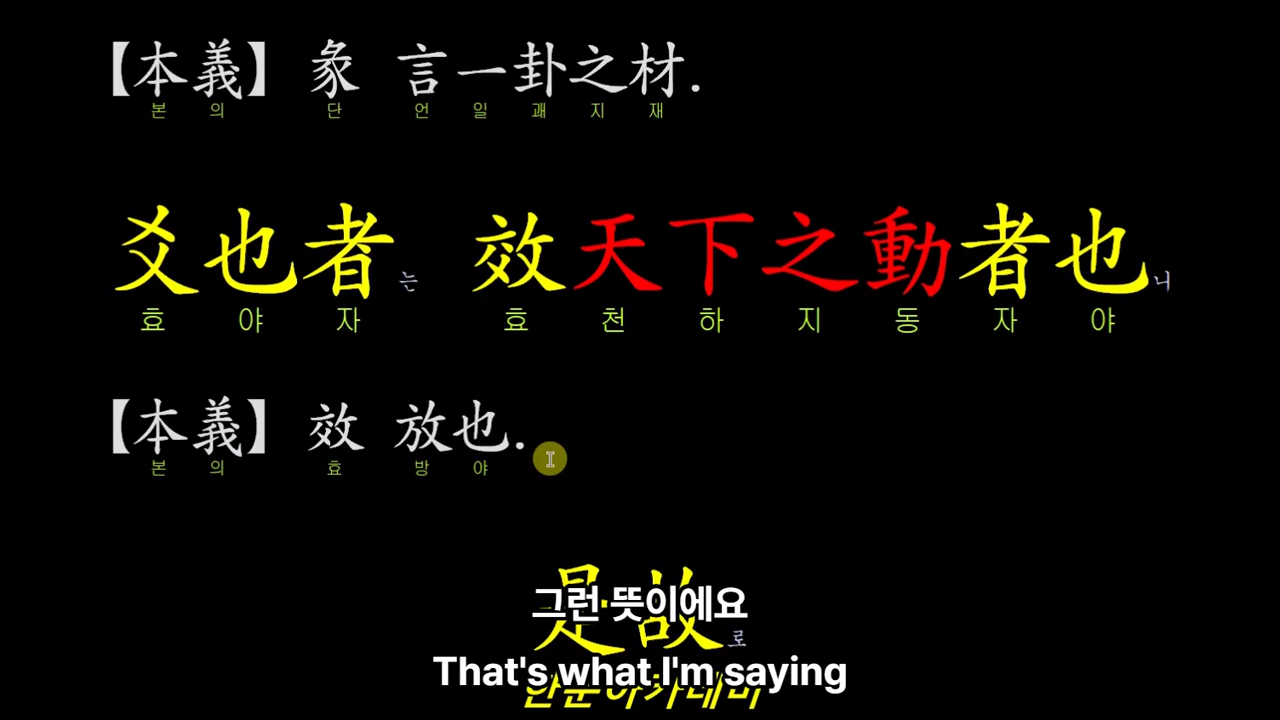 【本義】 彖 言一卦之材.
본 의 단 언 일 괘 지 재
爻也者는 效天下之動者也니
효 야 자 효 천 하 지 동 자 야
【本義】 效 放也.
본 의 효 방 야
是故로
그런 뜻이에요
That's what I'm saying